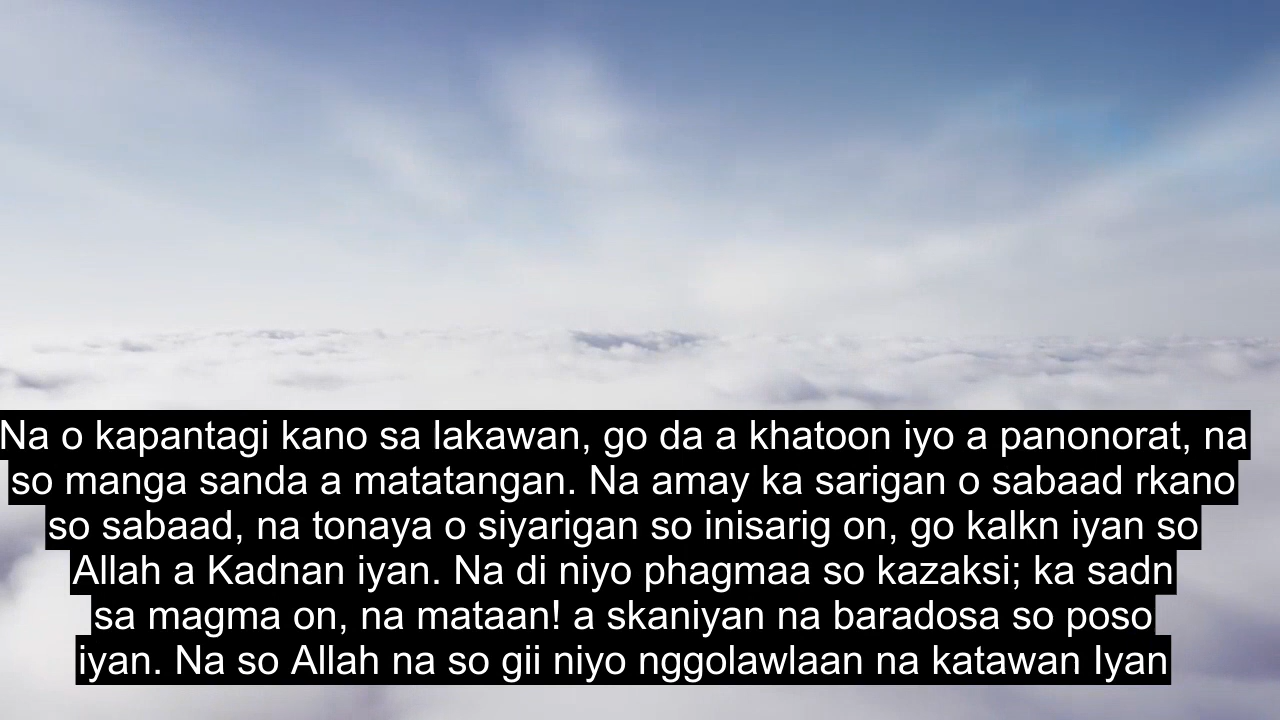 Na o kapantagi kano sa lakawan, go da a khatoon iyo a panonorat, na
so manga sanda a matatangan. Na amay ka sarigan o sabaad rkano
so sabaad, na tonaya o siyarigan so inisarig on, go kalkn iyan so
Allah a Kadnan iyan. Na di niyo phagmaa so kazaksi; ka sadn
sa magma on, na mataan! a skaniyan na baradosa so poso
iyan. Na so Allah na so gii niyo nggolawlaan na katawan Iyan